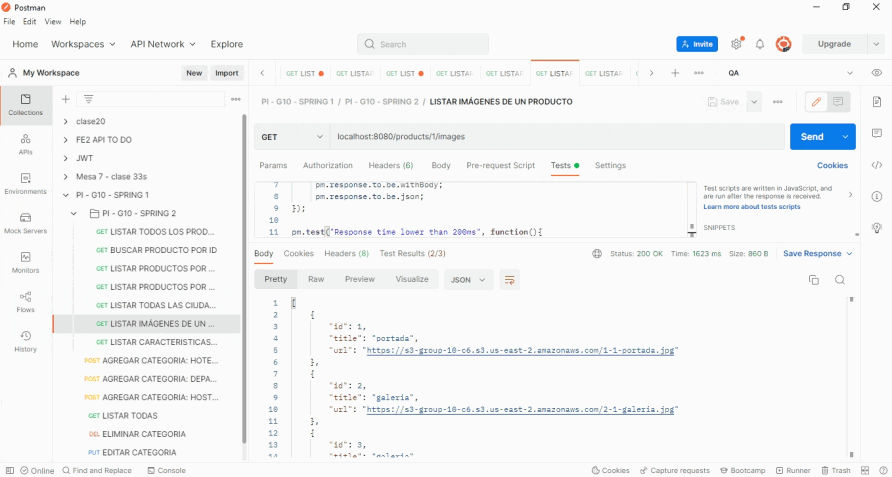 Postman
File Edit View Help
Home Workspaces API Network Explore
Search
Invite
Upgrade
My Workspace
New Import
GET LIST GET LISTAR GET LIST GET LISTAR GET LISTAR GET LISTAR GET LISTAR
QA
Collections
APIs
Environments
Mock Servers
Monitors
Flows
History
clase20
FE2 API TO DO
JWT
Mesa 7 - clase 33s
PI - G10 - SPRING 1
PI - G10 - SPRING 2
GET LISTAR TODOS LOS PROD...
GET BUSCAR PRODUCTO POR ID
GET LISTAR PRODUCTOS POR ...
GET LISTAR PRODUCTOS POR ...
GET LISTAR TODAS LAS CIUDA...
GET LISTAR IMÁGENES DE UN ...
GET LISTAR CARACTERISTICAS...
POST AGREGAR CATEGORIA: HOTE...
POST AGREGAR CATEGORIA: DEPA...
POST AGREGAR CATEGORIA: HOST...
GET LISTAR TODAS
DEL ELIMINAR CATEGORIA
PUT EDITAR CATEGORIA
PI - G10 - SPRING 1 / PI - G10 - SPRING 2 / LISTAR IMÁGENES DE UN PRODUCTO
Save
GET localhost:8080/products/1/images
Send
Params Authorization Headers (6) Body Pre-request Script Tests Settings
Cookies
7 pm.response.to.be.withBody;
8 pm.response.to.be.json;
9 });
10
11 pm.test("Response time lower than 200ms", function(){
Test scripts are written in JavaScript, and
are run after the response is received.
Learn more about tests scripts
SNIPPETS
Body Cookies Headers (8) Test Results (2/3)
Status: 200 OK Time: 1623 ms Size: 860 B Save Response
Pretty Raw Preview Visualize JSON
1 [
2 {
3 "id": 1,
4 "title": "portada",
5 "url": "https://s3-group-10-c6.s3.us-east-2.amazonaws.com/1-1-portada.jpg"
6 },
7 {
8 "id": 2,
9 "title": "galeria",
10 "url": "https://s3-group-10-c6.s3.us-east-2.amazonaws.com/2-1-galeria.jpg"
11 },
12 {
13 "id": 3,
14 "title": "galeria"
Online Find and Replace Console
Cookies Capture requests Bootcamp Runner Trash